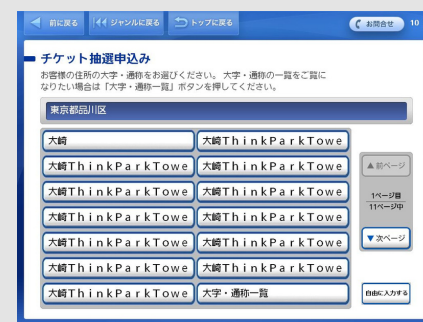 前に戻る
ジャンルに戻る
トップに戻る
お問合せ
10
チケット抽選申込み
お客様の住所の大字・通称をお選びください。大字・通称の一覧をご覧に
なりたい場合は「大字・通称一覧」ボタンを押してください。
東京都品川区
大崎
大崎ThinkParkTowe
大崎ThinkParkTowe
大崎ThinkParkTowe
大崎ThinkParkTowe
大崎ThinkParkTowe
大崎ThinkParkTowe
大崎ThinkParkTowe
大崎ThinkParkTowe
大崎ThinkParkTowe
大崎ThinkParkTowe
大崎ThinkParkTowe
大崎ThinkParkTowe
大字・通称一覧
▲前ページ
1ページ目
11ページ中
▼次ページ
自由に入力する